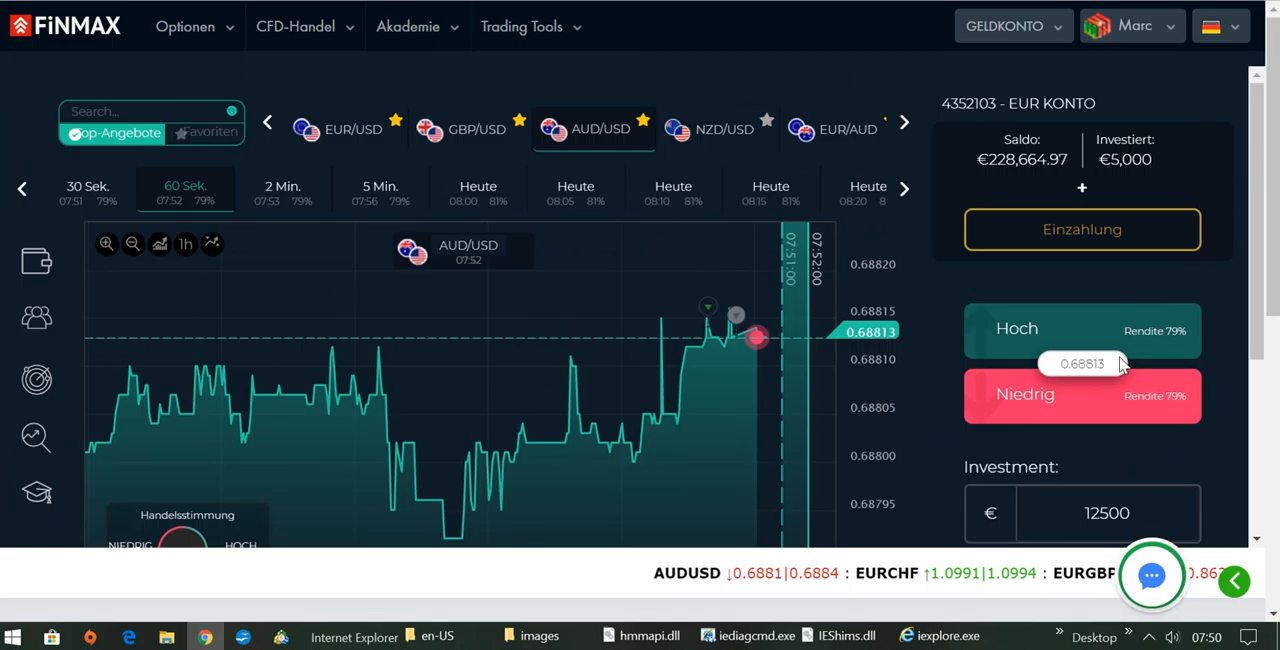 FiNMAX
Optionen
CFD-Handel
Akademie
Trading Tools
GELDKONTO
Marc
Search...
op-Angebote
Favoriten
EUR/USD
GBP/USD
AUD/USD
NZD/USD
EUR/AUD
4352103 - EUR KONTO
Saldo:
€228,664.97
Investiert:
€5,000
+
Einzahlung
30 Sek.
07:51 79%
60 Sek.
07:52 79%
2 Min.
07:53 79%
5 Min.
07:56 79%
Heute
08:00 81%
Heute
08:05 81%
Heute
08:10 81%
Heute
08:15 81%
Heute
08:20 8
1h
AUD/USD
07:52
07:51:00
07:52:00
0.68820
0.68815
0.68813
0.68810
0.68805
0.68800
0.68795
Hoch
Rendite 79%
0.68813
Niedrig
Rendite 79%
Investment:
€
12500
Handelsstimmung
NIEDRIG
HOCH
AUDUSD ↓0.6881|0.6884 : EURCHF ↑1.0991|1.0994 : EURGBP
Internet Explorer
en-US
images
hmmapi.dll
iediagcmd.exe
IEShims.dll
iexplore.exe
Desktop
07:50